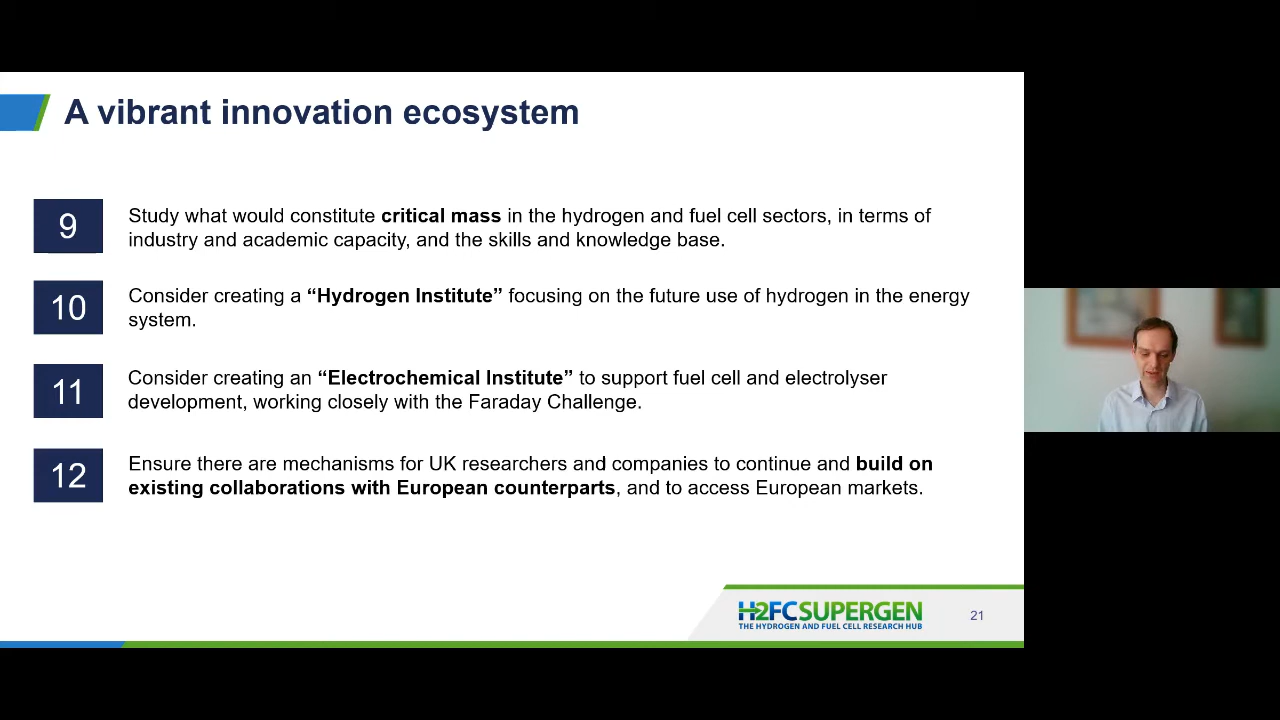 A vibrant innovation ecosystem
9
Study what would constitute critical mass in the hydrogen and fuel cell sectors, in terms of
industry and academic capacity, and the skills and knowledge base.
10
Consider creating a “Hydrogen Institute” focusing on the future use of hydrogen in the energy
system.
11
Consider creating an “Electrochemical Institute” to support fuel cell and electrolyser
development, working closely with the Faraday Challenge.
12
Ensure there are mechanisms for UK researchers and companies to continue and build on
existing collaborations with European counterparts, and to access European markets.
H2FCSUPERGEN
THE HYDROGEN AND FUEL CELL RESEARCH HUB
21